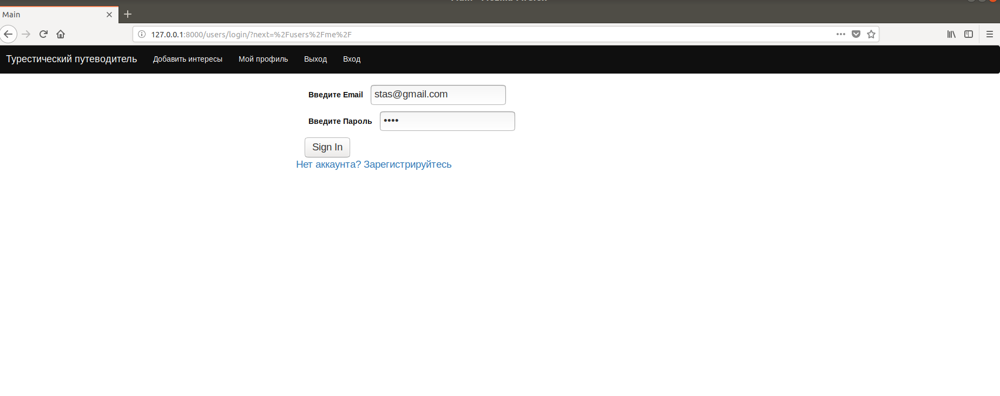 Main
127.0.0.1:8000/users/login/?next=%2Fusers%2Fme%2F
Турестический путеводитель Добавить интересы Мой профиль Выход Вход
Введите Email stas@gmail.com
Введите Пароль ••••
Sign In
Нет аккаунта? Зарегистрируйтесь